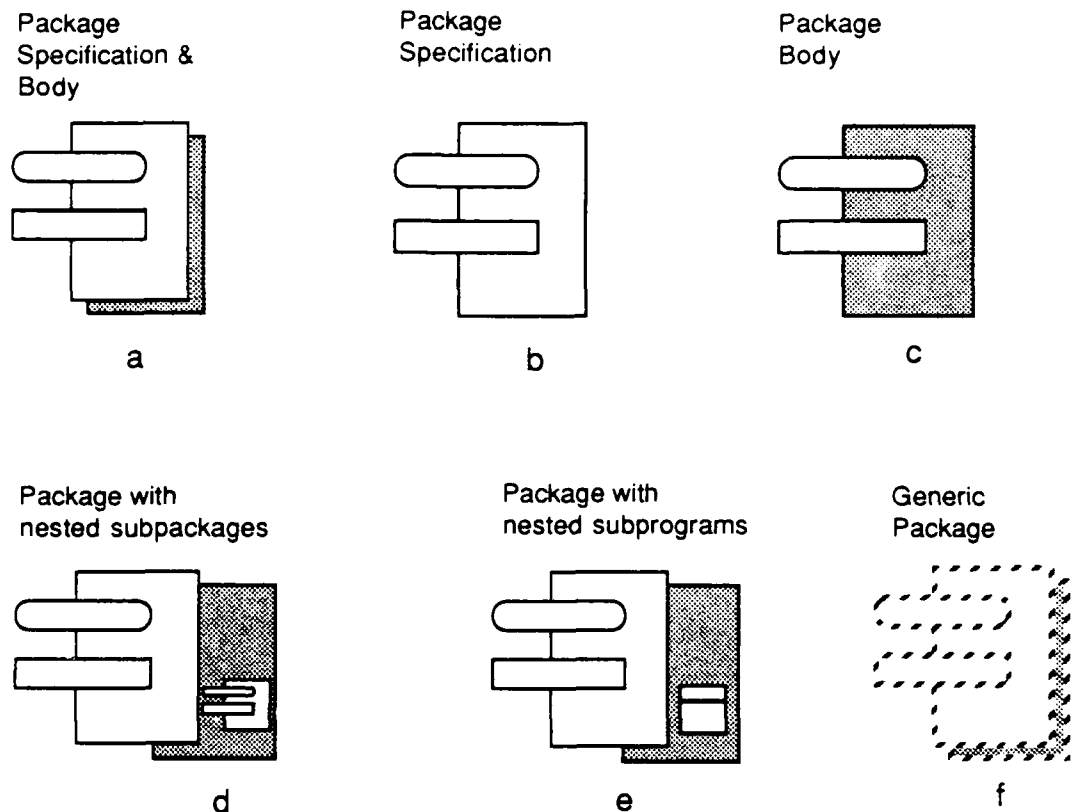 Package
Specification &
Body
Package
Specification
Package
Body
a
b
c
Package with
nested subpackages
Package with
nested subprograms
Generic
Package
d
e
f